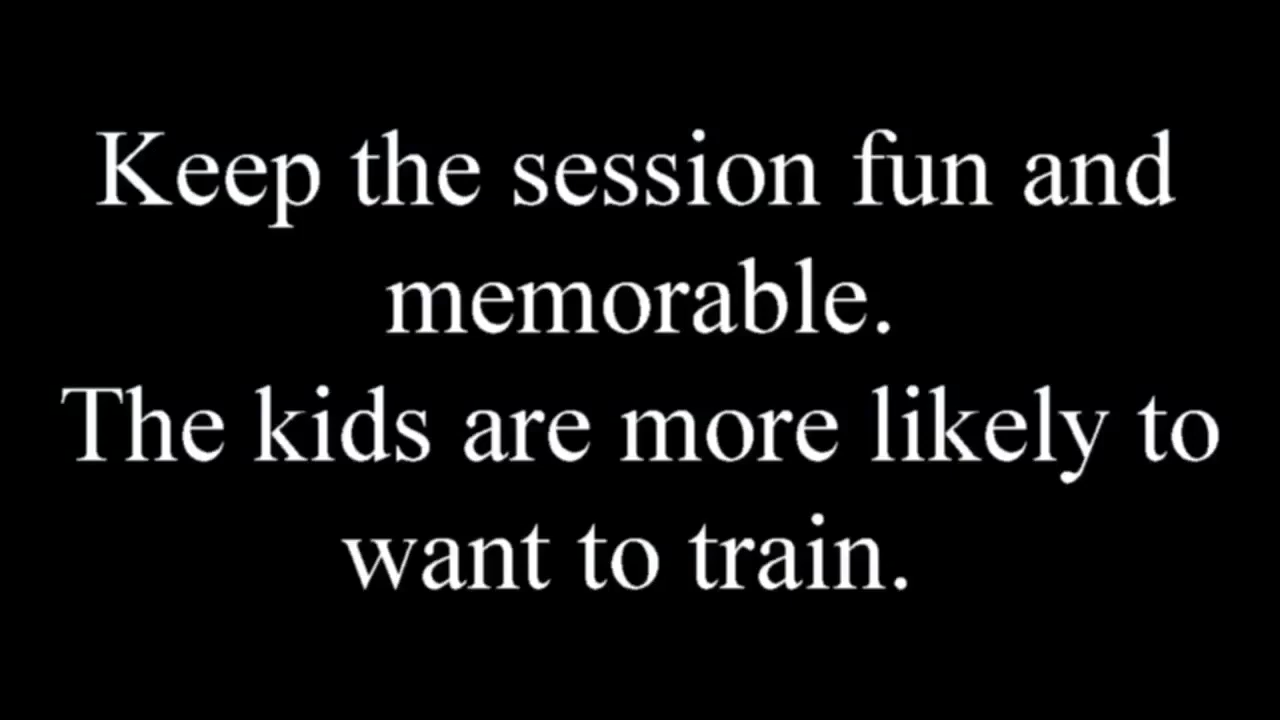 Keep the session fun and
memorable.
The kids are more likely to
want to train.